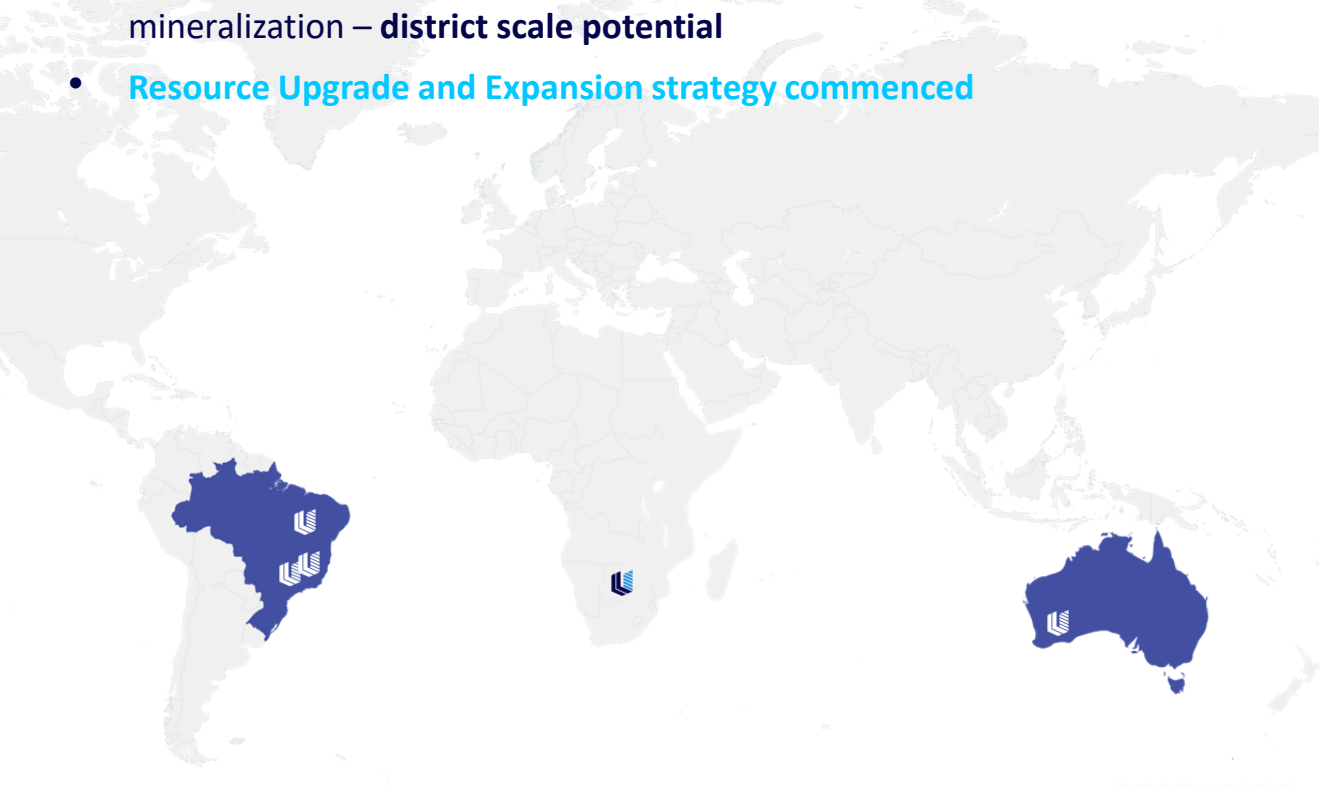 mineralization – district scale potential
• Resource Upgrade and Expansion strategy commenced